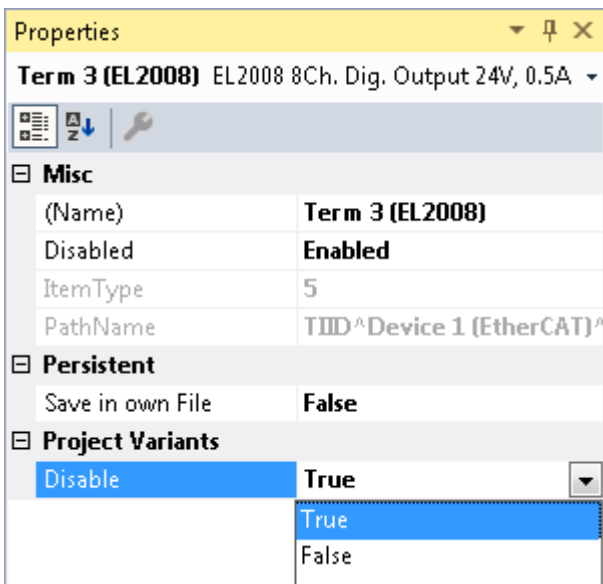 Properties
Term 3 (EL2008) EL2008 8Ch. Dig. Output 24V, 0.5A
Misc
(Name) Term 3 (EL2008)
Disabled Enabled
ItemType 5
PathName TIID^Device 1 (EtherCAT)^
Persistent
Save in own File False
Project Variants
Disable True
True
False